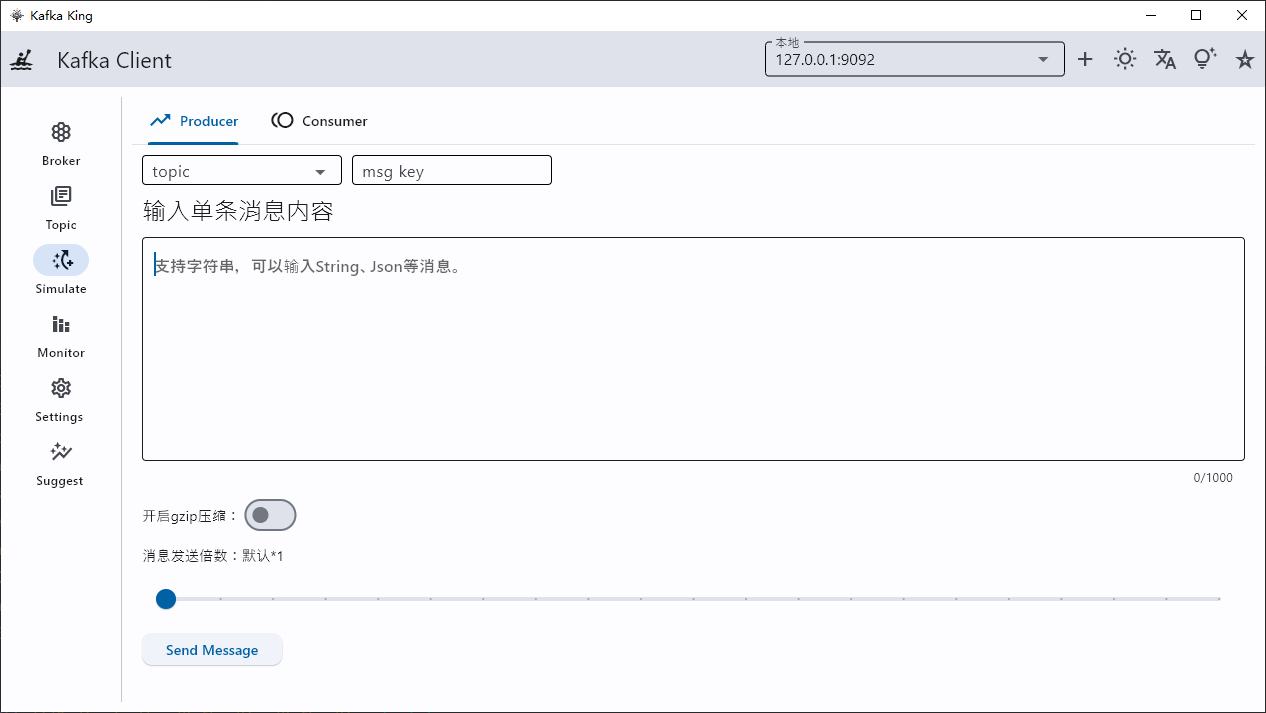 Kafka King
Kafka Client
本地
127.0.0.1:9092
Broker
Topic
Simulate
Monitor
Settings
Suggest
Producer
Consumer
topic
msg key
输入单条消息内容
支持字符串，可以输入String、Json等消息。
0/1000
开启gzip压缩：
消息发送倍数：默认*1
Send Message